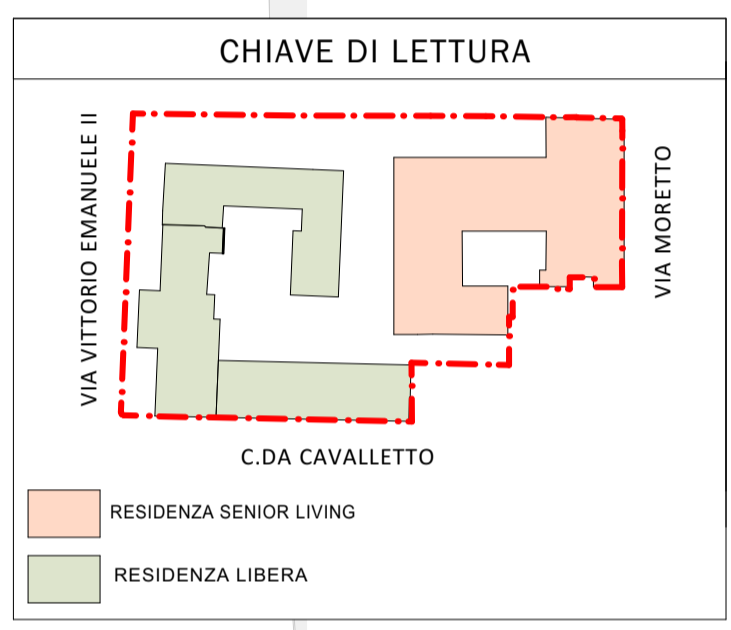 CHIAVE DI LETTURA
VIA VITTORIO EMANUELE II
VIA MORETTO
C.DA CAVALLETTO
RESIDENZA SENIOR LIVING
RESIDENZA LIBERA